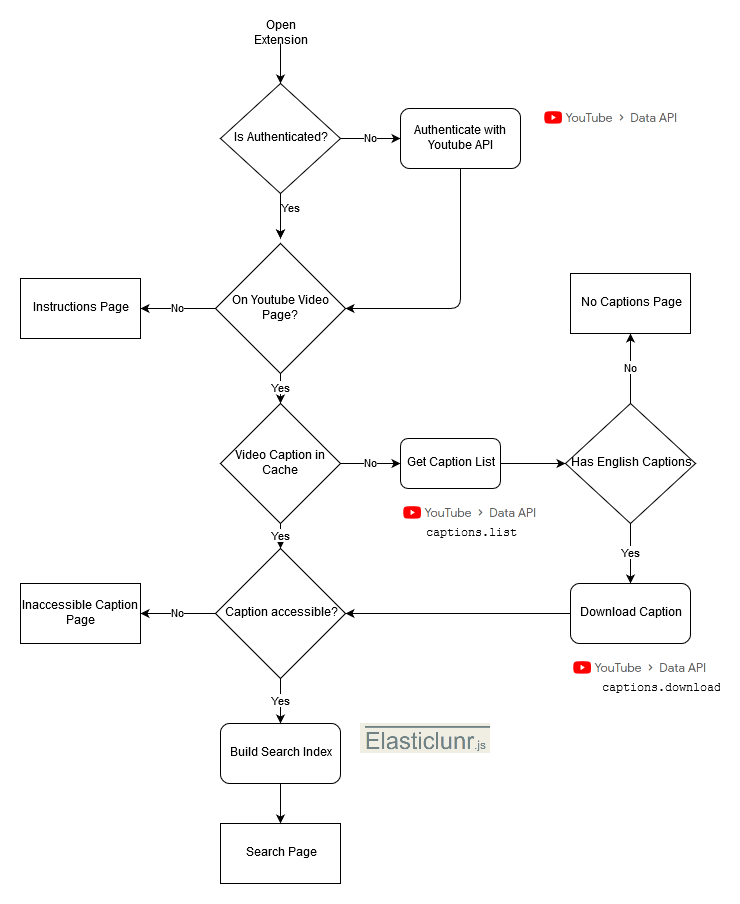 Open
Extension
Is Authenticated?
No
Authenticate with
Youtube API
YouTube > Data API
Yes
Instructions Page
No
On Youtube Video
Page?
No Captions Page
No
Yes
Video Caption in
Cache
No
Get Caption List
Has English Captions
YouTube > Data API
captions.list
Yes
Yes
Inaccessible Caption
Page
No
Caption accessible?
Download Caption
YouTube > Data API
captions.download
Yes
Build Search Index
Elasticlunr.js
Search Page